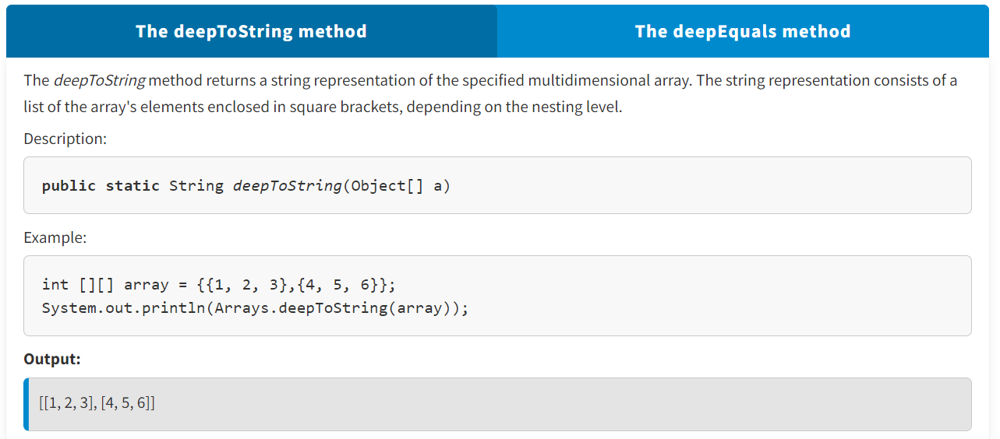 The deepToString method
The deepEquals method
The deepToString method returns a string representation of the specified multidimensional array. The string representation consists of a
list of the array's elements enclosed in square brackets, depending on the nesting level.
Description:
public static String deepToString(Object[] a)
Example:
int [][] array = {{1, 2, 3},{4, 5, 6}};
System.out.println(Arrays.deepToString(array));
Output:
[[1, 2, 3], [4, 5, 6]]